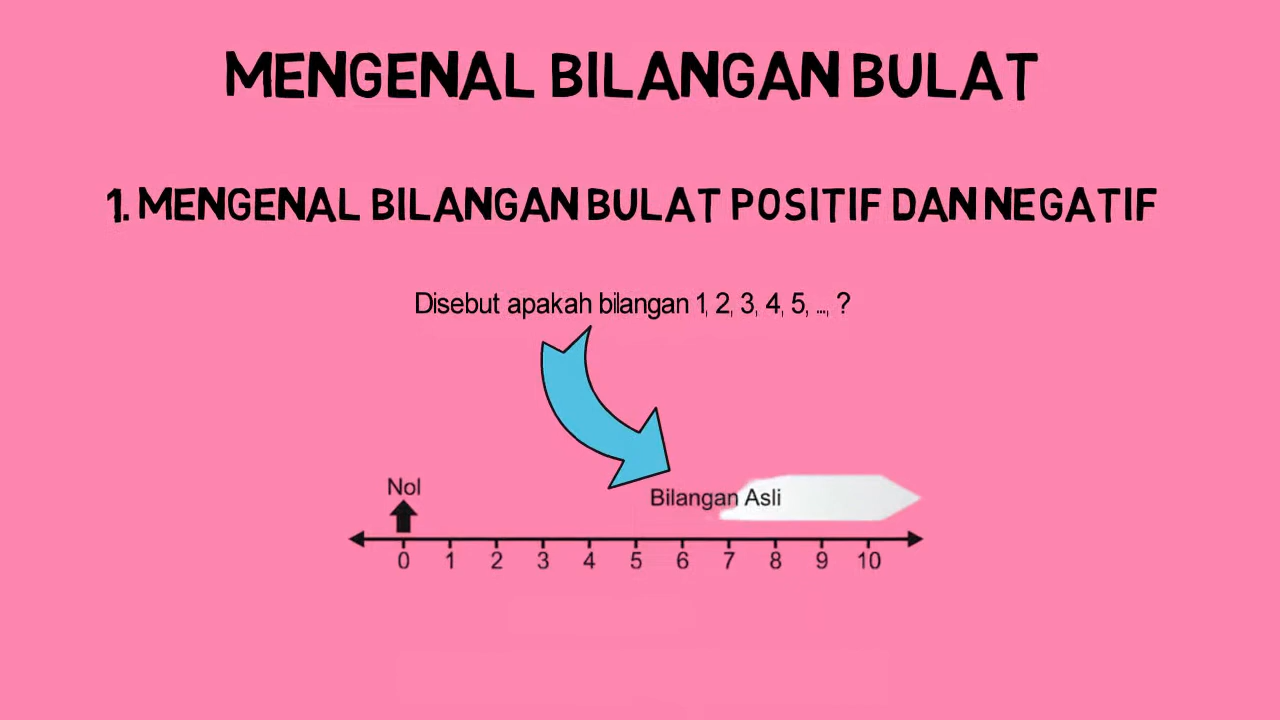 MENGENAL BILANGAN BULAT
1. MENGENAL BILANGAN BULAT POSITIF DAN NEGATIF
Disebut apakah bilangan 1, 2, 3, 4, 5, ..., ?
Nol
Bilangan Asli
0 1 2 3 4 5 6 7 8 9 10